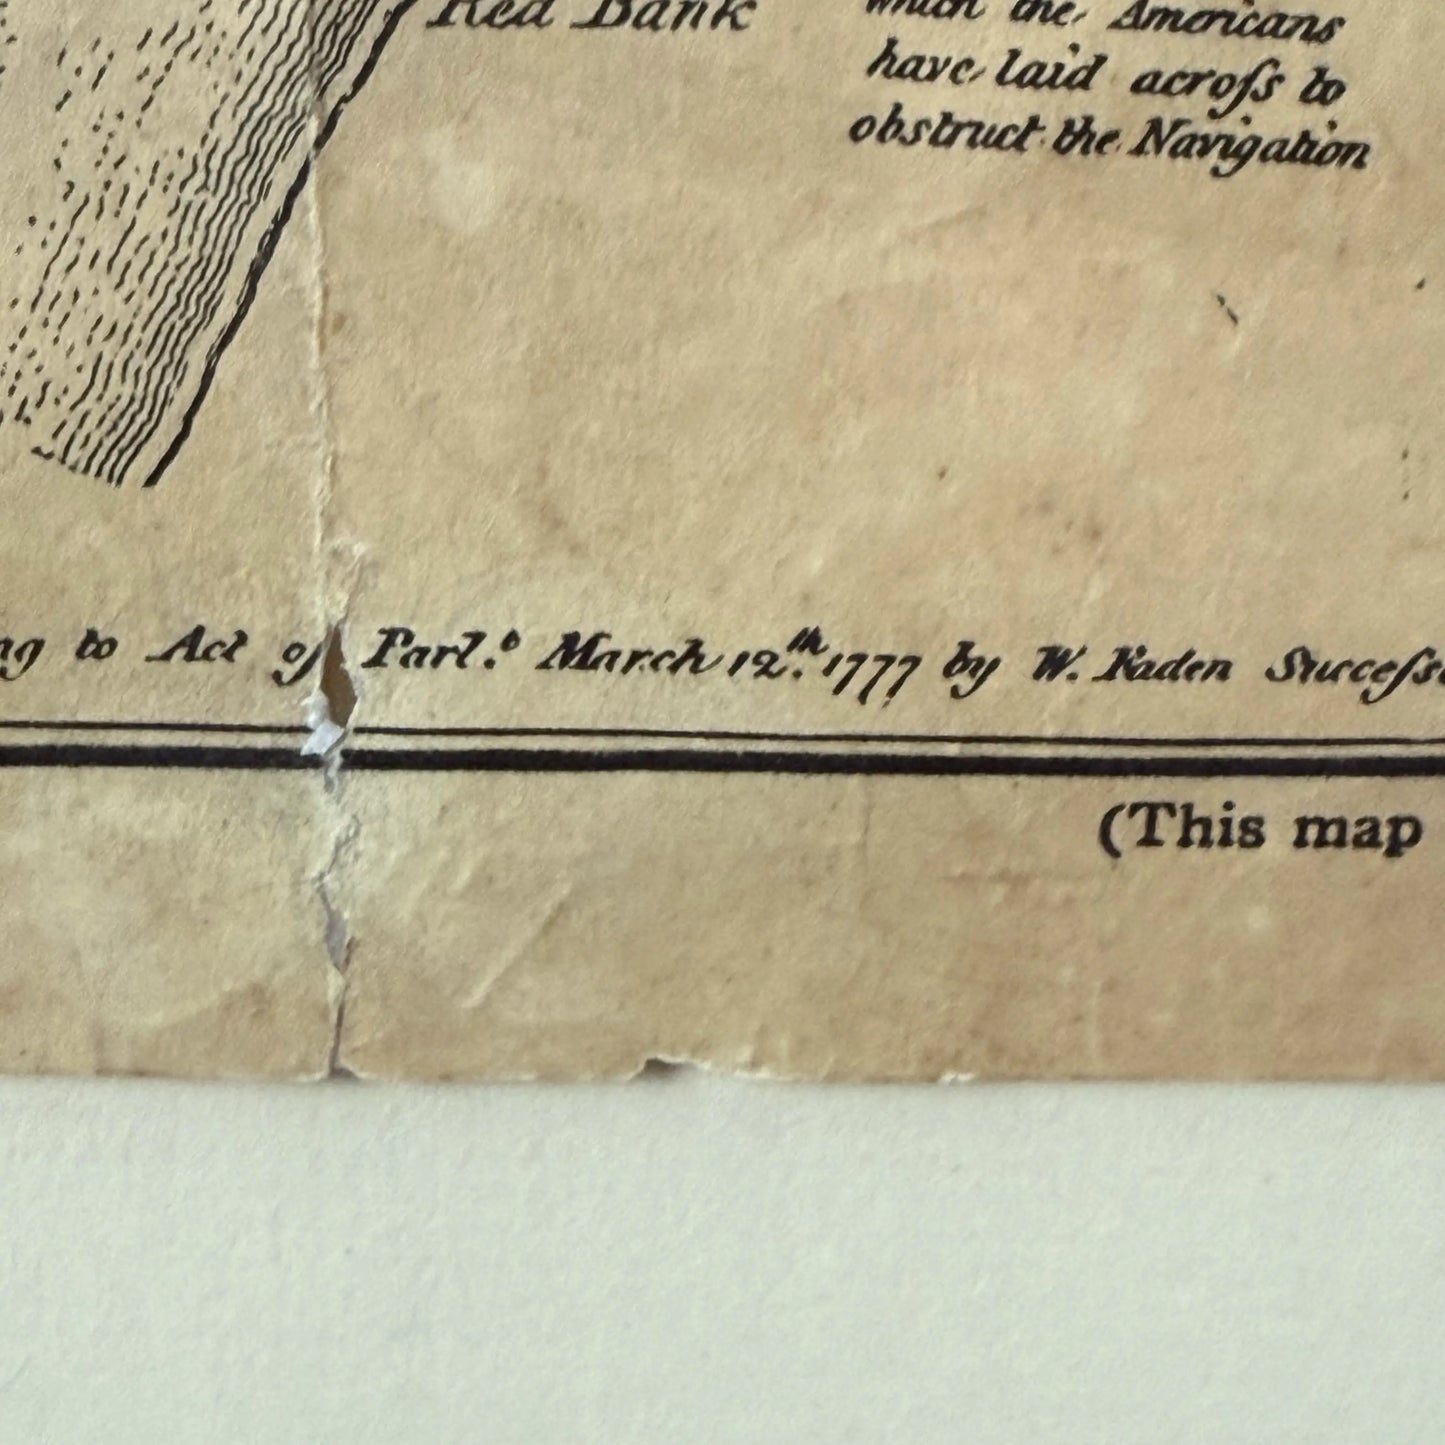 Red Bank
which the Americans
have laid acroſs to
obstruct the Navigation
ng to Act of Parl.t March 12th. 1777 by W. Faden Succeſs
(This map